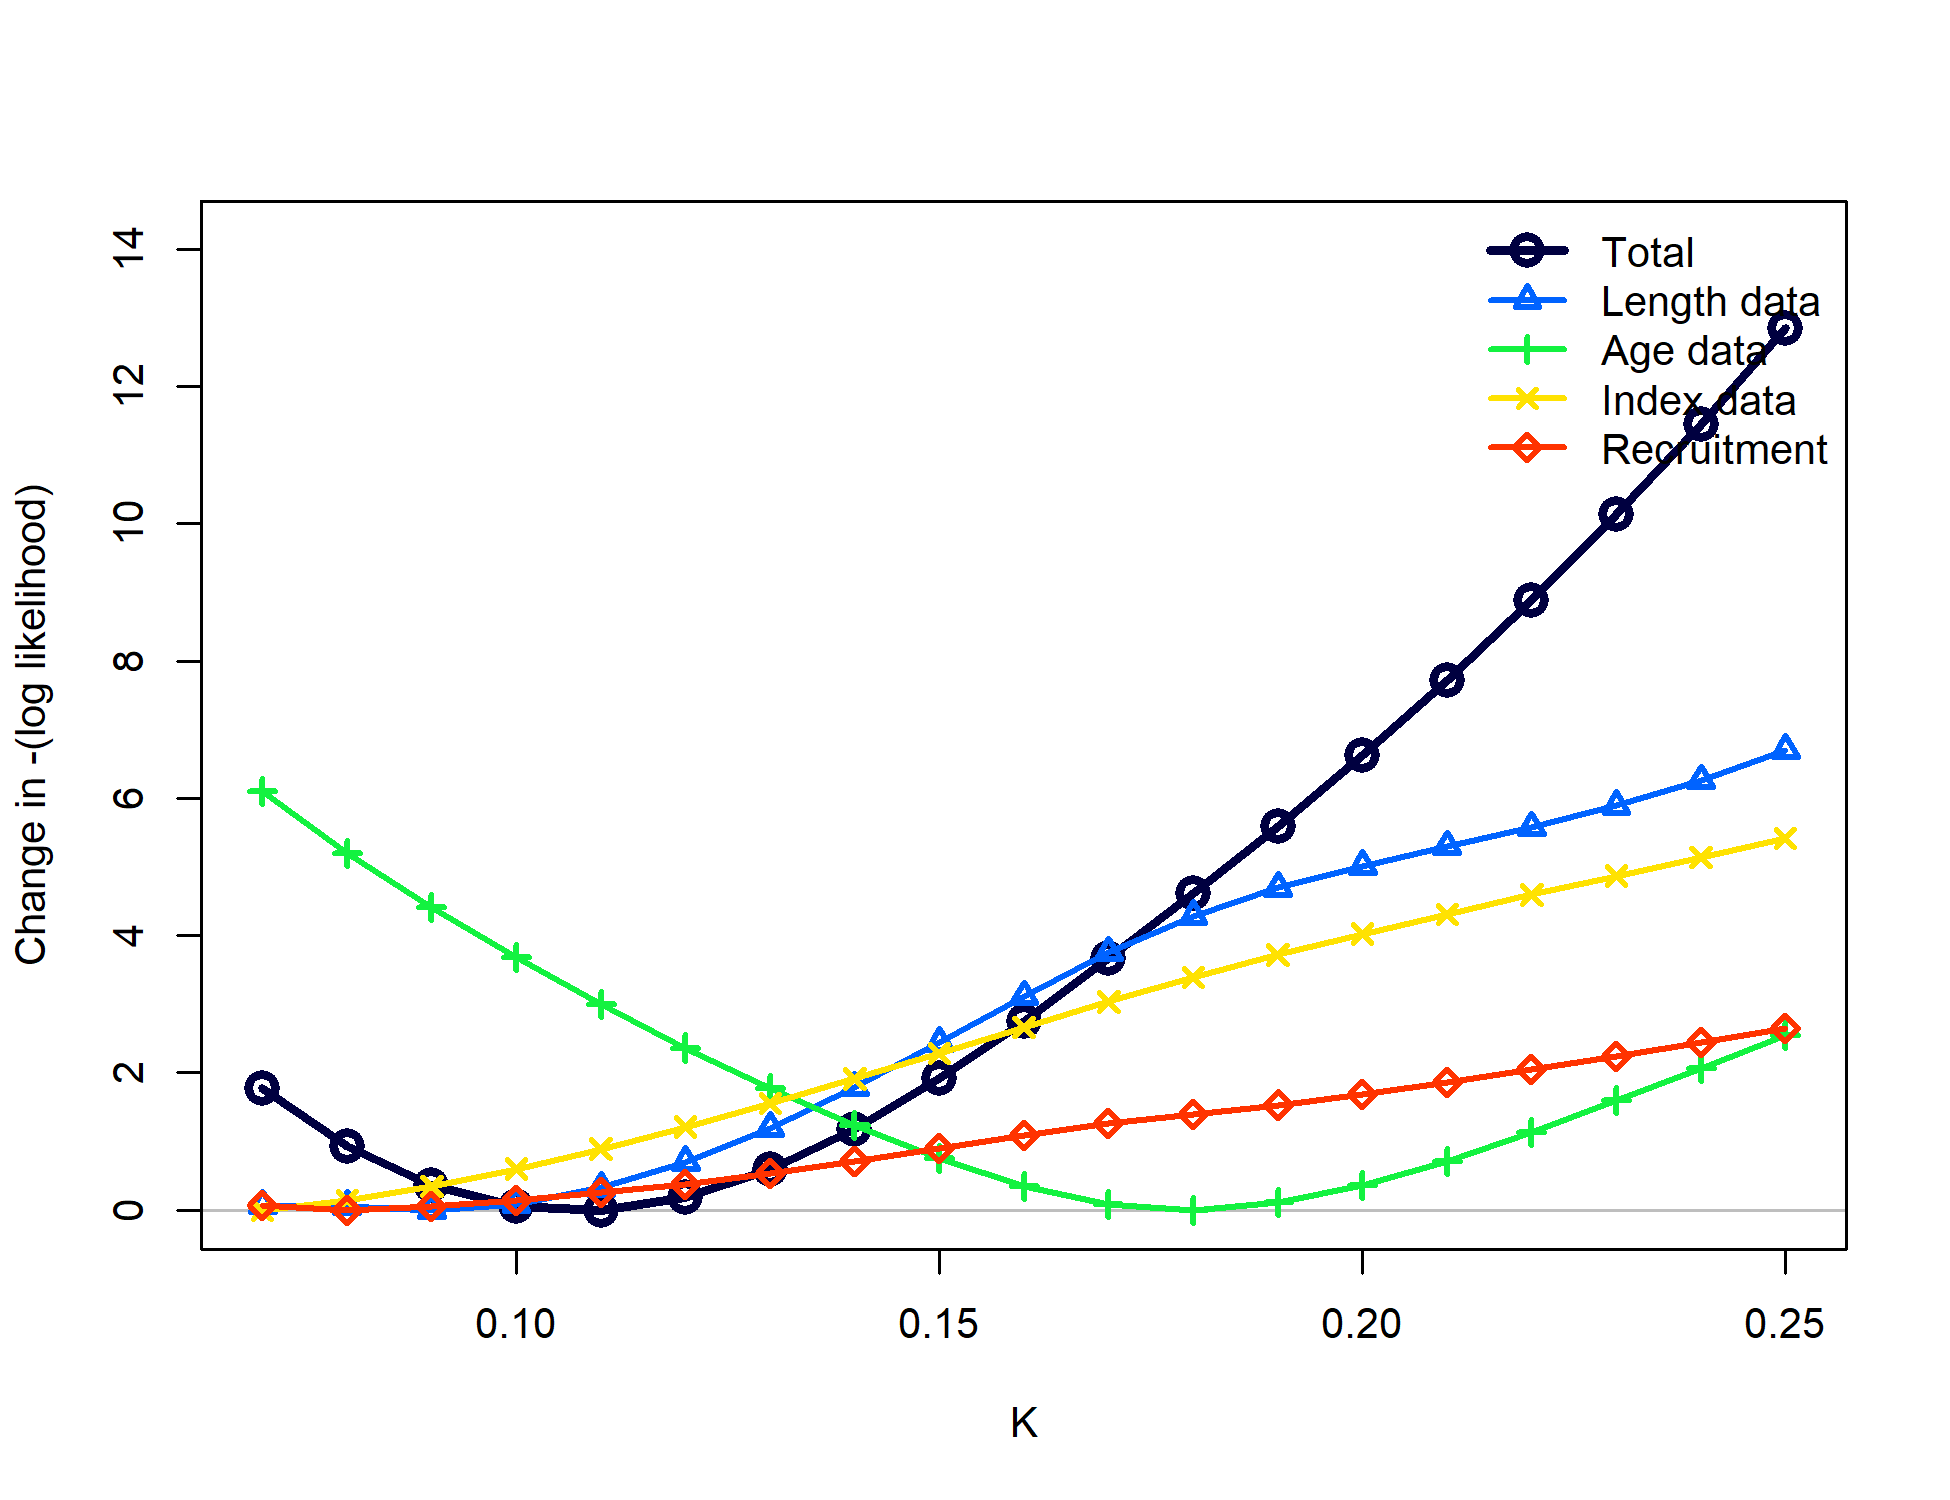 Change in -(log likelihood)
14
12
10
8
6
4
2
0
Total
Length data
Age data
Index data
Recruitment
0.10
0.15
0.20
0.25
K